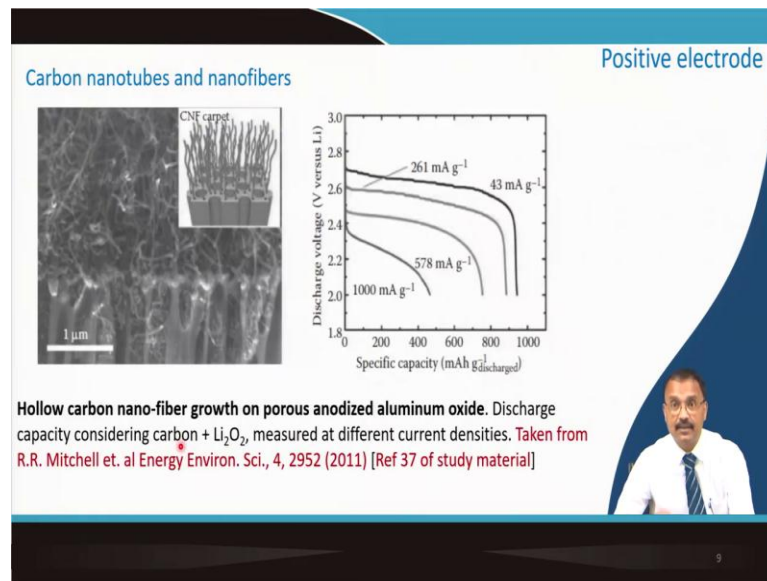 Positive electrode
Carbon nanotubes and nanofibers
CNF carpet
1 μm
Discharge voltage (V versus Li)
3.0
2.8
2.6
2.4
2.2
2.0
1.8
261 mA g⁻¹
43 mA g⁻¹
578 mA g⁻¹
1000 mA g⁻¹
0 200 400 600 800 1000
Specific capacity (mAh g⁻¹discharged)
Hollow carbon nano-fiber growth on porous anodized aluminum oxide. Discharge
capacity considering carbon + Li₂O₂, measured at different current densities. Taken from
R.R. Mitchell et. al Energy Environ. Sci., 4, 2952 (2011) [Ref 37 of study material]
9